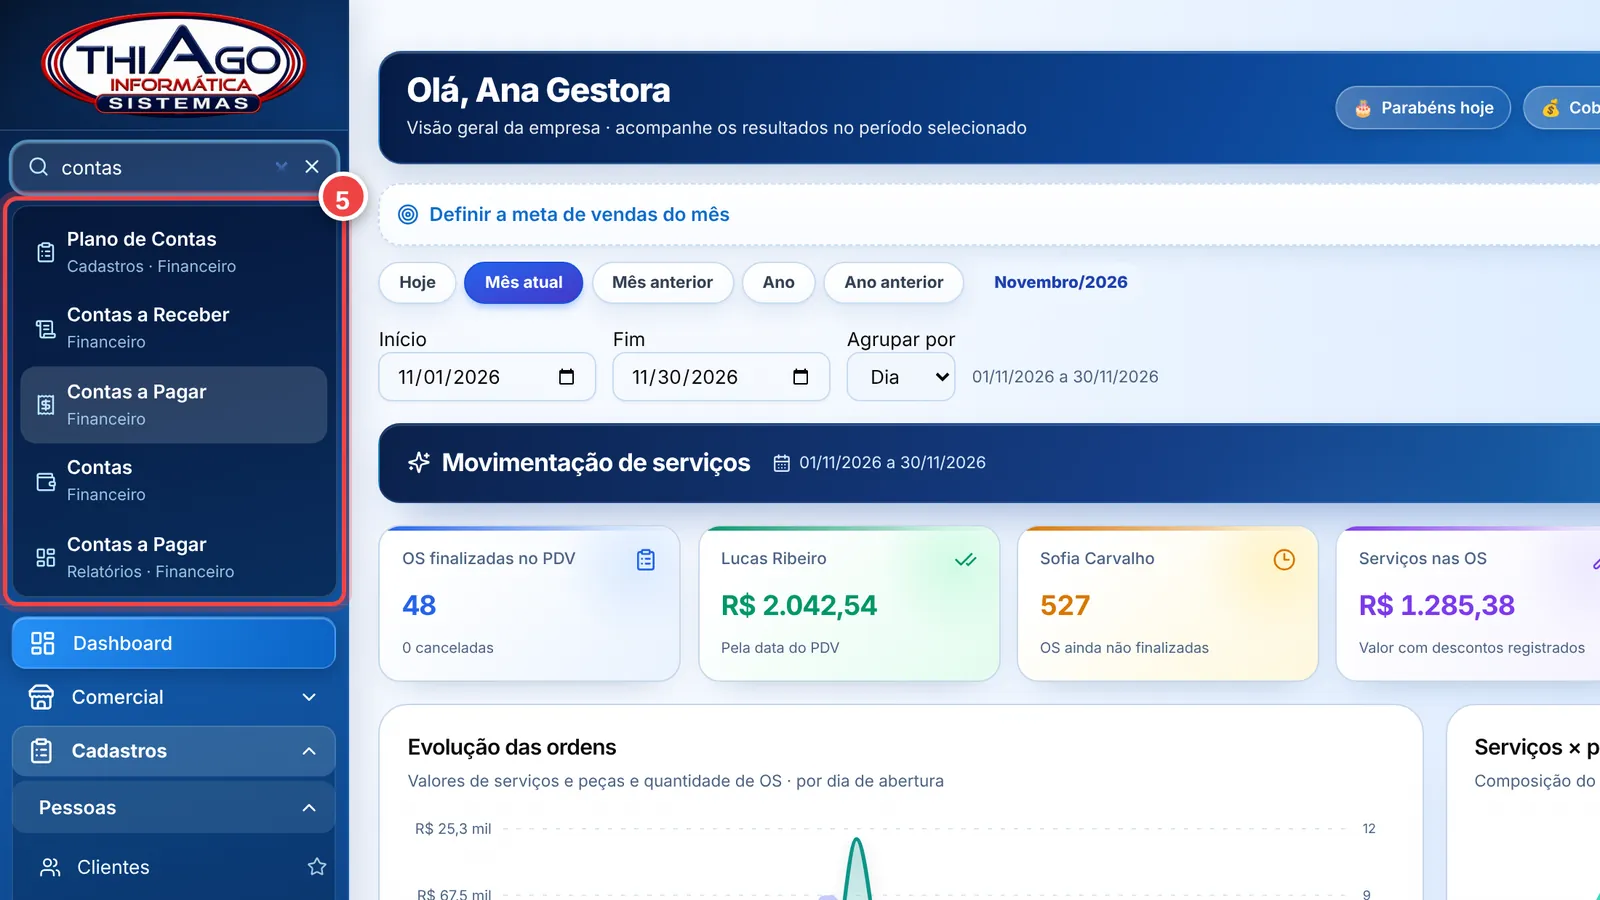 THIAGO
INFORMÁTICA
SISTEMAS
contas
5
Plano de Contas
Cadastros · Financeiro
Contas a Receber
Financeiro
Contas a Pagar
Financeiro
Contas
Financeiro
Contas a Pagar
Relatórios · Financeiro
Dashboard
Comercial
Cadastros
Pessoas
Clientes
Olá, Ana Gestora
Visão geral da empresa · acompanhe os resultados no período selecionado
Parabéns hoje
Cob
Definir a meta de vendas do mês
Hoje
Mês atual
Mês anterior
Ano
Ano anterior
Novembro/2026
Início
Fim
Agrupar por
11/01/2026
11/30/2026
Dia
01/11/2026 a 30/11/2026
Movimentação de serviços
01/11/2026 a 30/11/2026
OS finalizadas no PDV
48
0 canceladas
Lucas Ribeiro
R$ 2.042,54
Pela data do PDV
Sofia Carvalho
527
OS ainda não finalizadas
Serviços nas OS
R$ 1.285,38
Valor com descontos registrados
Evolução das ordens
Valores de serviços e peças e quantidade de OS · por dia de abertura
R$ 25,3 mil
12
R$ 67,5 mil
9
Serviços × p
Composição do